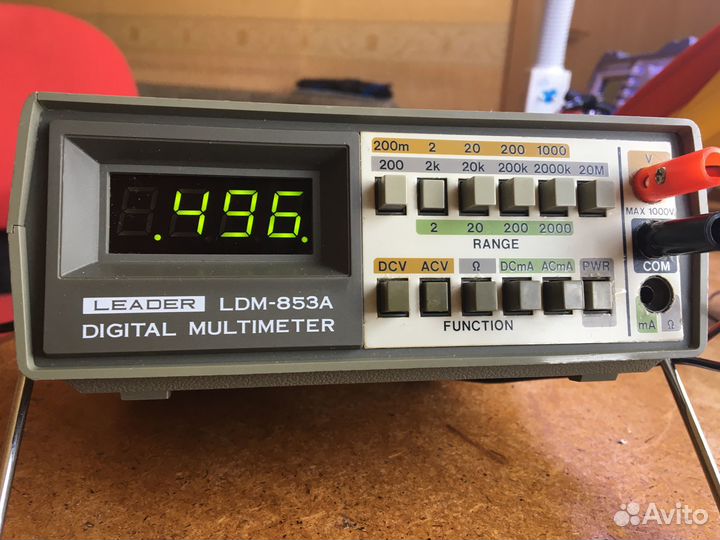 .496.
200m 2 20 200 1000
200 2k 20k 200k 2000k 20M
2 20 200 2000
RANGE
DCV ACV Ω DCmA ACmA PWR
FUNCTION
LEADER LDM-853A
DIGITAL MULTIMETER
V
MAX 1000V
COM
mA Ω
Avito